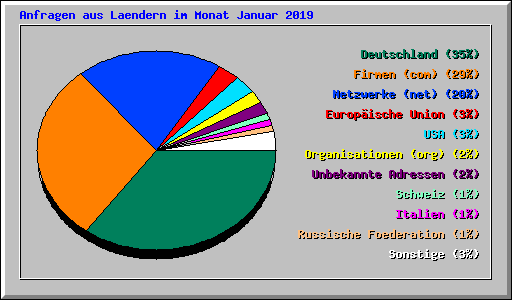 Anfragen aus Laendern im Monat Januar 2019
Deutschland (35%)
Firmen (com) (29%)
Netzwerke (net) (20%)
Europäische Union (3%)
USA (3%)
Organisationen (org) (2%)
Unbekannte Adressen (2%)
Schweiz (1%)
Italien (1%)
Russische Foederation (1%)
Sonstige (3%)